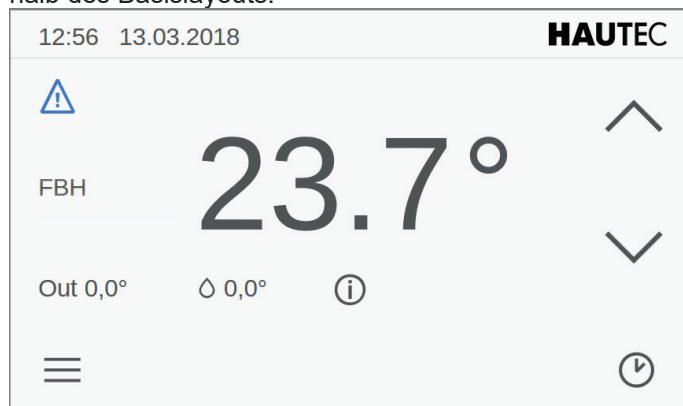 halb des Basislayouts.
12:56 13.03.2018 HAUTEC
FBH
23.7°
Out 0,0° 0,0°